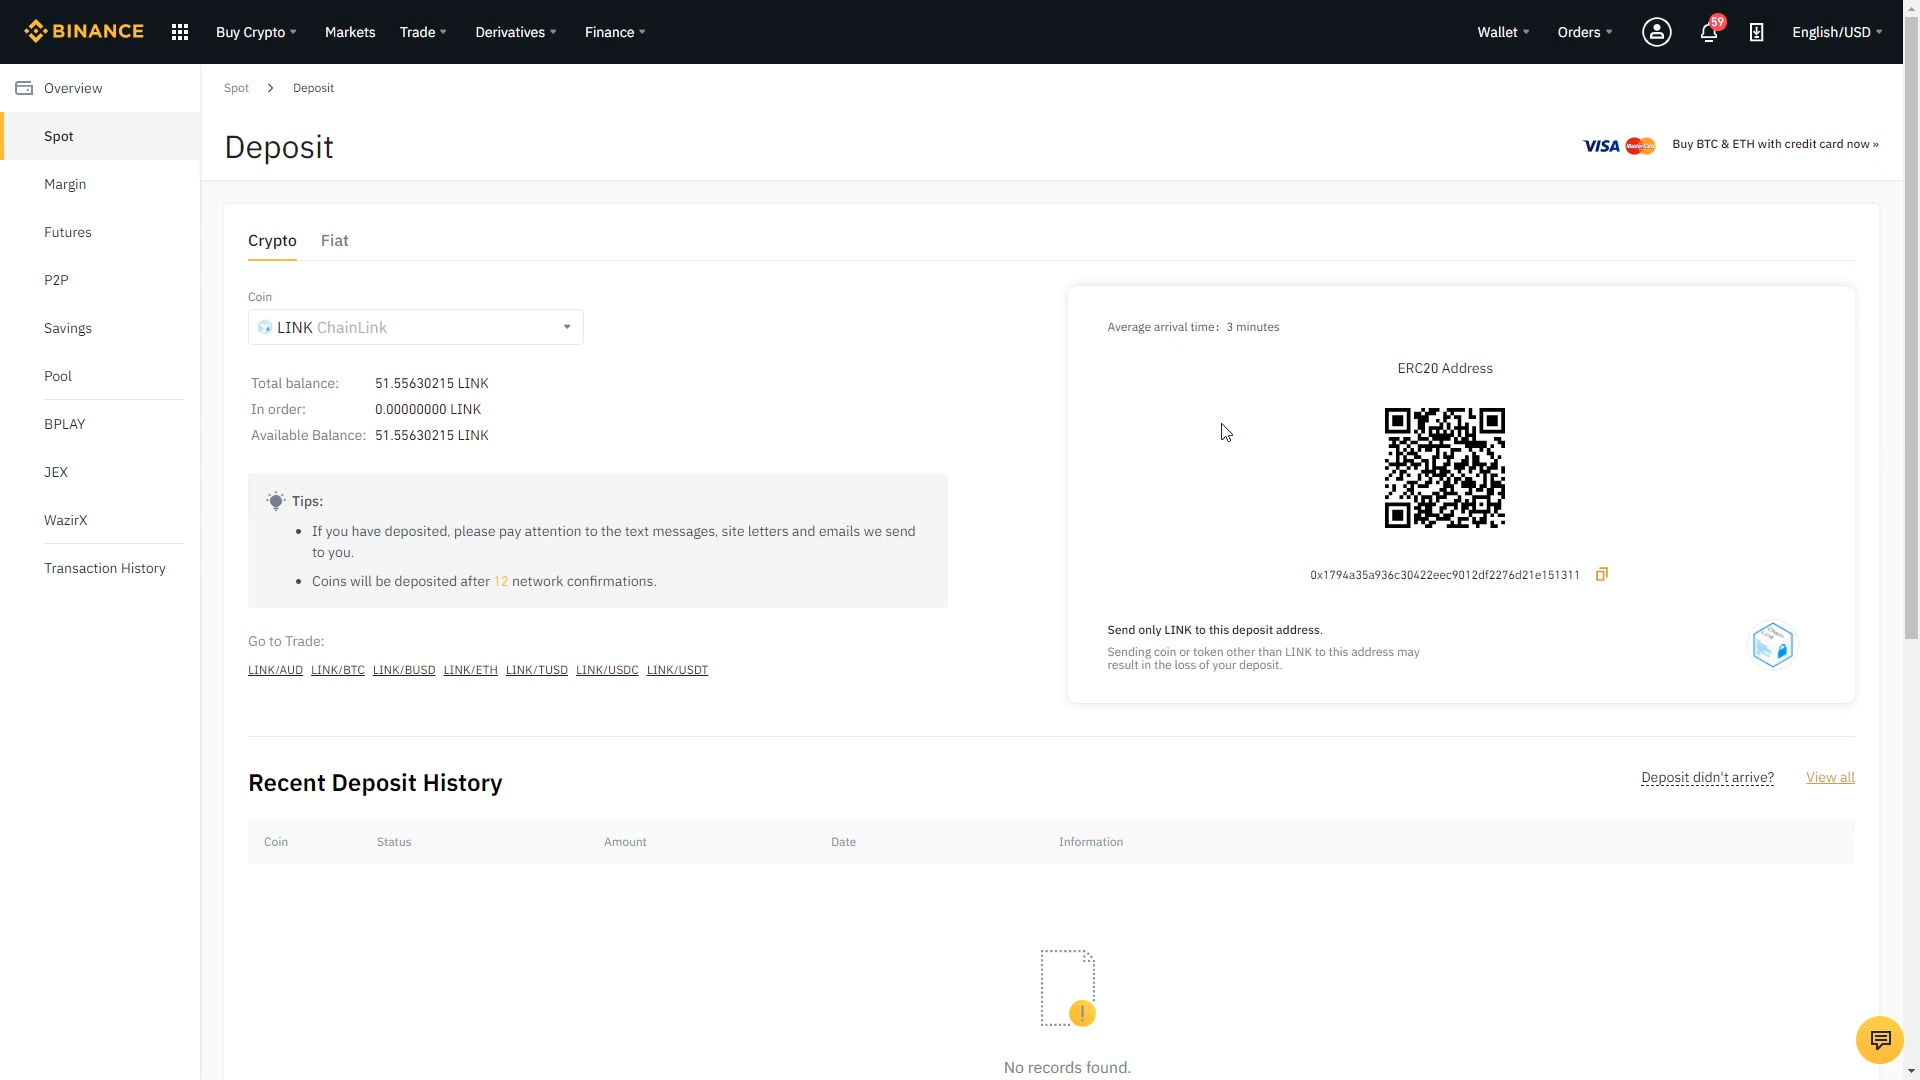 BINANCE
Buy Crypto
Markets
Trade
Derivatives
Finance
Wallet
Orders
59
English/USD
Overview
Spot
Margin
Futures
P2P
Savings
Pool
BPLAY
JEX
WazirX
Transaction History
Spot > Deposit
Deposit
VISA MasterCard Buy BTC & ETH with credit card now »
Crypto Fiat
Coin
LINK ChainLink
Total balance: 51.55630215 LINK
In order: 0.00000000 LINK
Available Balance: 51.55630215 LINK
Tips:
• If you have deposited, please pay attention to the text messages, site letters and emails we send
to you.
• Coins will be deposited after 12 network confirmations.
Go to Trade:
LINK/AUD LINK/BTC LINK/BUSD LINK/ETH LINK/TUSD LINK/USDC LINK/USDT
Average arrival time: 3 minutes
ERC20 Address
0x1794a35a936c30422eec9012df2276d21e151311
Send only LINK to this deposit address.
Sending coin or token other than LINK to this address may
result in the loss of your deposit.
Recent Deposit History
Deposit didn't arrive? View all
Coin Status Amount Date Information
No records found.